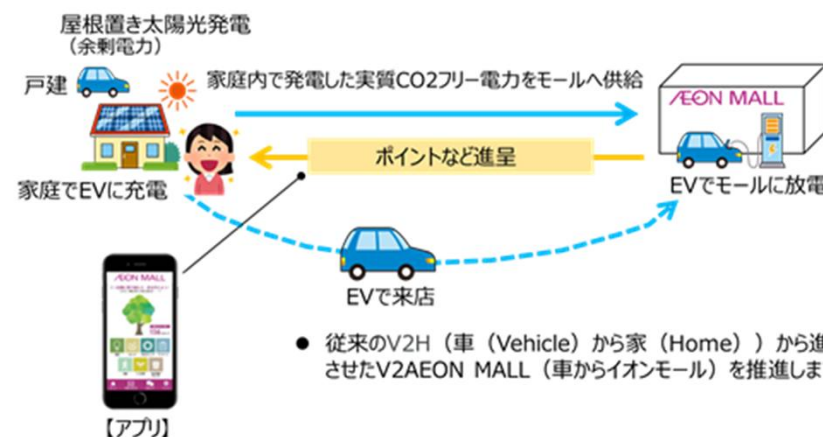 屋根置き太陽光発電
（余剰電力）
戸建
家庭内で発電した実質CO2フリー電力をモールへ供給
ÆON MALL
ポイントなど進呈
家庭でEVに充電
EVでモールに放電
ÆON MALL
EVで来店
● 従来のV2H（車（Vehicle）から家（Home））から進
させたV2AEON MALL（車からイオンモール）を推進しま
【アプリ】